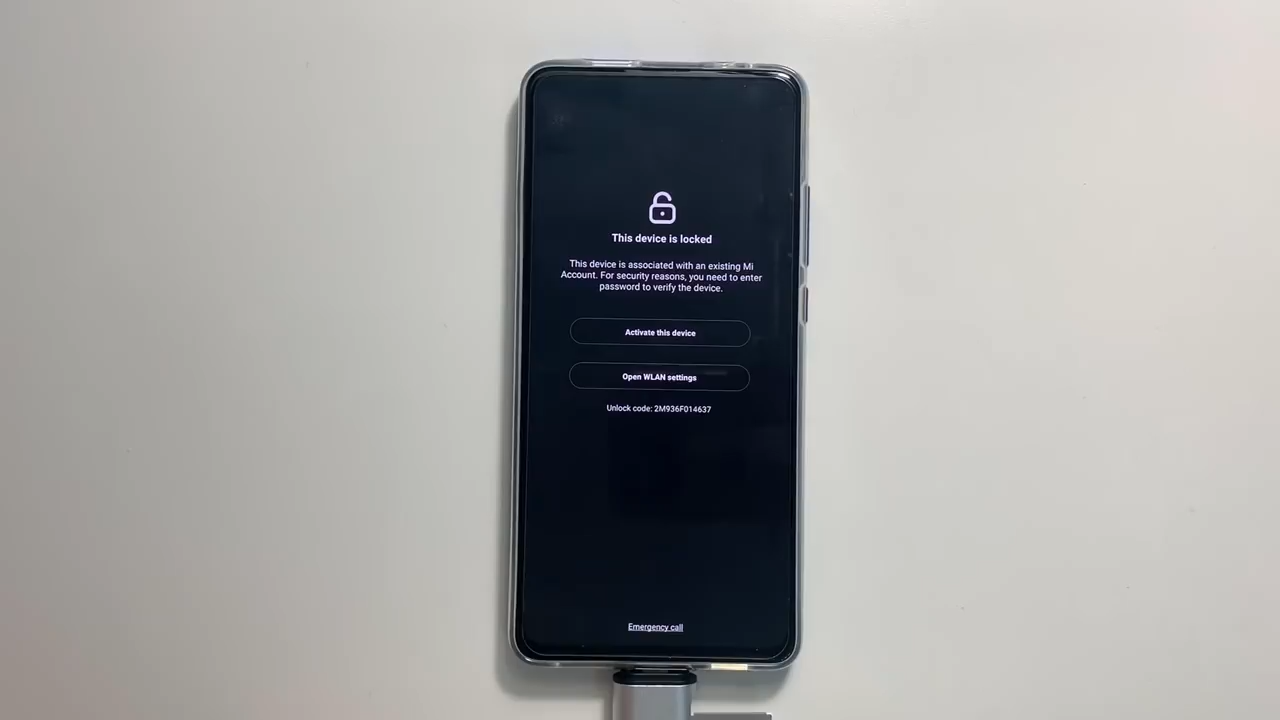 This device is locked
This device is associated with an existing Mi
Account. For security reasons, you need to enter
password to verify the device.
Activate this device
Open WLAN settings
Unlock code: 2M936F014637
Emergency call